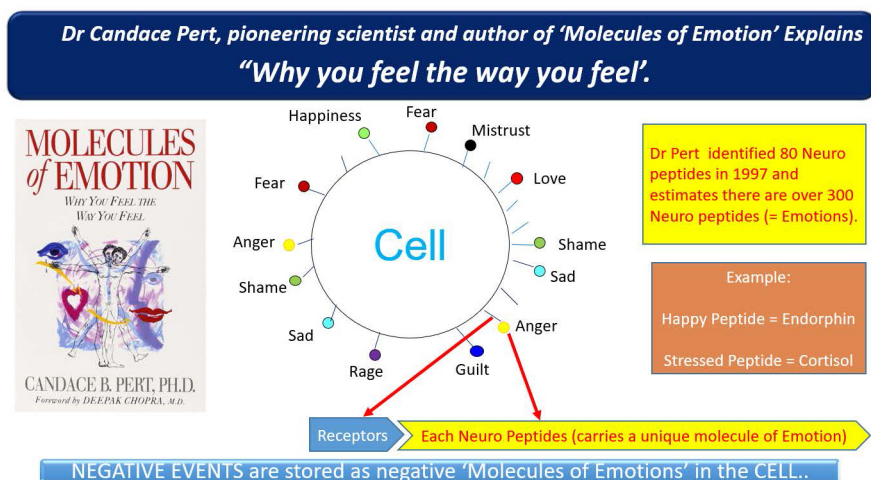 Dr Candace Pert, pioneering scientist and author of ‘Molecules of Emotion’ Explains
“Why you feel the way you feel’.
MOLECULES
of EMOTION
WHY YOU FEEL THE
WAY YOU FEEL
CANDACE B. PERT, PH.D.
Foreword by DEEPAK CHOPRA, M.D.
Happiness
Fear
Mistrust
Fear
Love
Anger
Cell
Shame
Shame
Sad
Sad
Anger
Rage
Guilt
Dr Pert identified 80 Neuro
peptides in 1997 and
estimates there are over 300
Neuro peptides (= Emotions).
Example:
Happy Peptide = Endorphin
Stressed Peptide = Cortisol
Receptors
Each Neuro Peptides (carries a unique molecule of Emotion)
NEGATIVE EVENTS are stored as negative ‘Molecules of Emotions’ in the CELL..